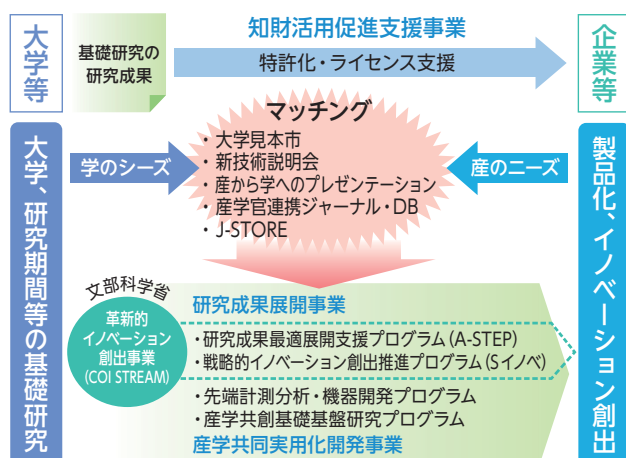 大学等
基礎研究の
研究成果
知財活用促進支援事業
特許化・ライセンス支援
企業等
大学、研究期間等の基礎研究
学のシーズ
マッチング
・大学見本市
・新技術説明会
・産から学へのプレゼンテーション
・産学官連携ジャーナル・DB
・J-STORE
産のニーズ
製品化、イノベーション創出
文部科学省
革新的
イノベーション
創出事業
(COI STREAM)
研究成果展開事業
・研究成果最適展開支援プログラム(A-STEP)
・戦略的イノベーション創出推進プログラム(Sイノベ)
・先端計測分析・機器開発プログラム
・産学共創基礎基盤研究プログラム
産学共同実用化開発事業